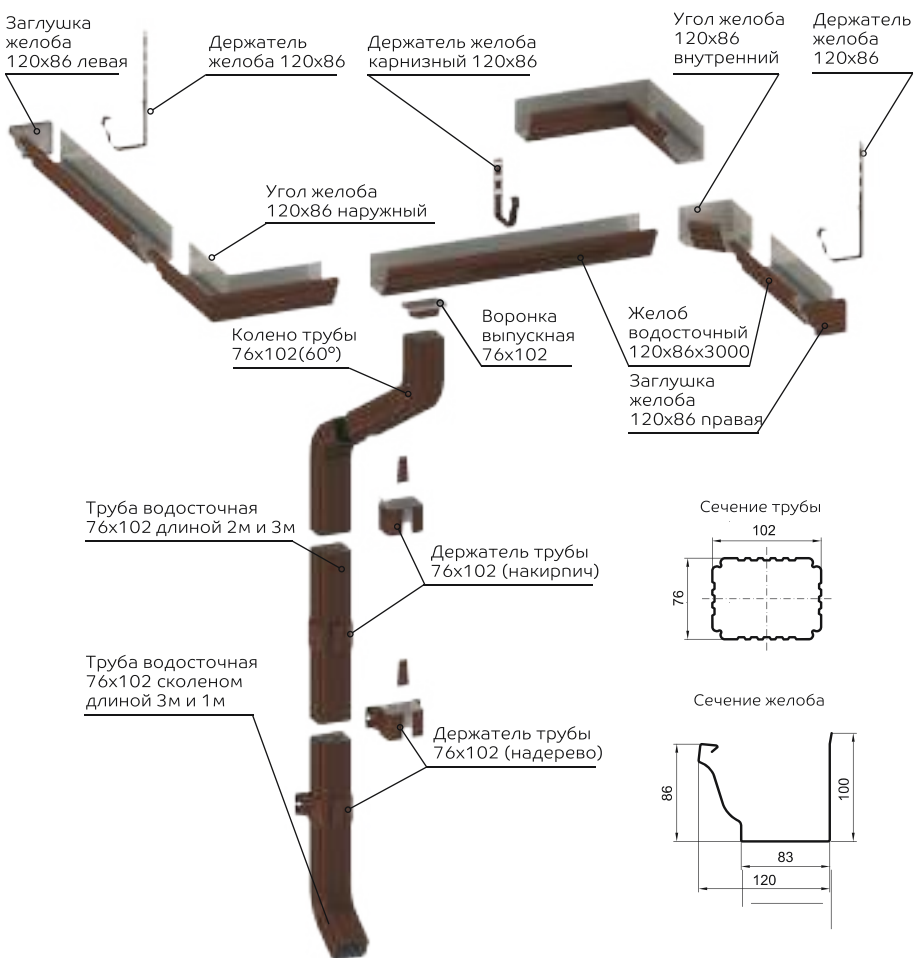 Заглушка
желоба
120x86 левая
Держатель
желоба 120x86
Держатель желоба
карнизный 120x86
Угол желоба
120x86
внутренний
Держатель
желоба
120x86
Угол желоба
120x86 наружный
Колено трубы
76x102(60°)
Воронка
выпускная
76x102
Желоб
водосточный
120x86x3000
Заглушка
желоба
120x86 правая
Труба водосточная
76x102 длиной 2м и 3м
Держатель трубы
76x102 (накирпич)
Сечение трубы
102
76
Труба водосточная
76x102 сколеном
длиной 3м и 1м
Держатель трубы
76x102 (надерево)
Сечение желоба
86
100
83
120